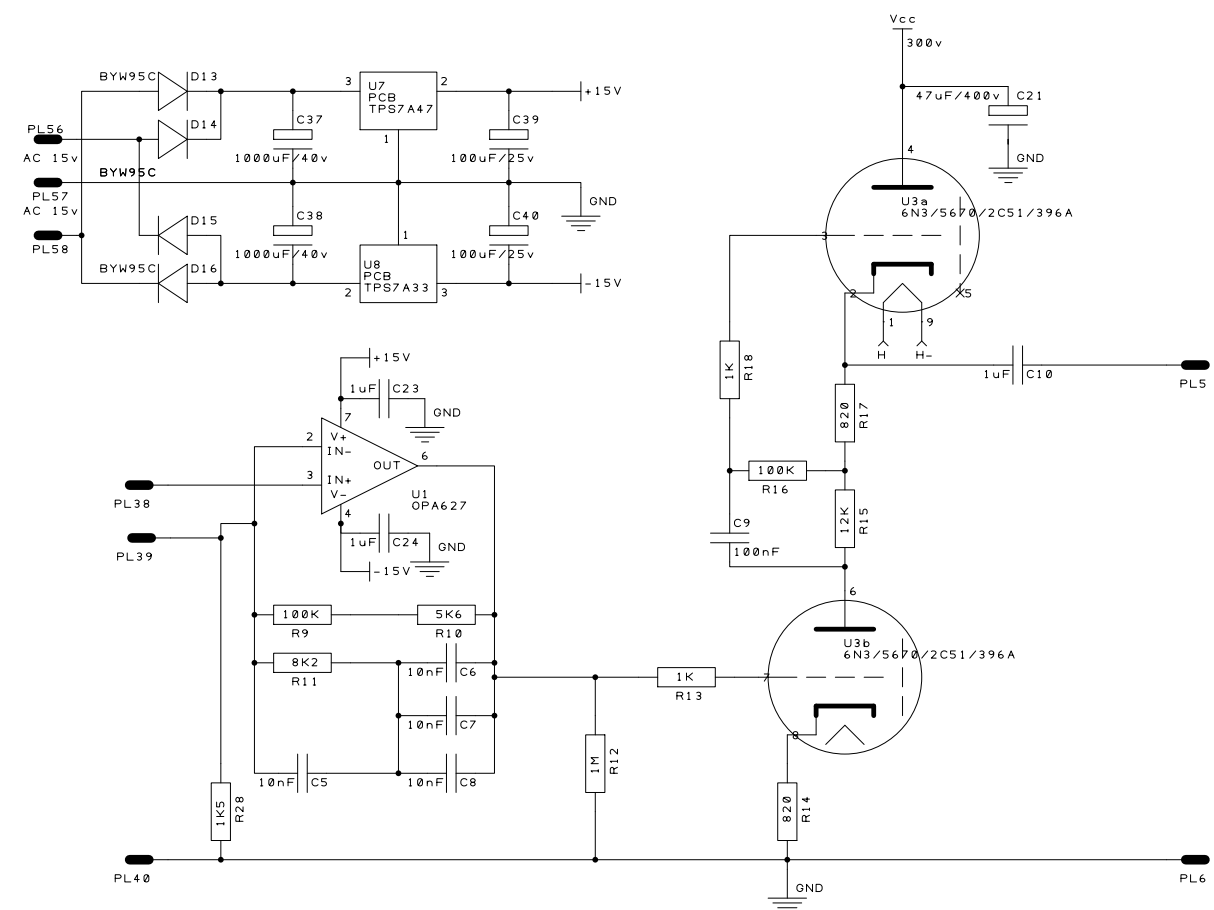 Vcc
300v
47uF/400v
C21
GND
4
U3a
6N3/5670/2C51/396A
3
2
X5
1
9
H
H-
BYW95C
D13
D14
PL56
AC 15v
BYW95C
PL57
AC 15v
PL58
D15
BYW95C
D16
C37
1000uF/40v
C38
1000uF/40v
3
U7
PCB
TPS7A47
2
1
1
U8
PCB
TPS7A33
2
3
C39
100uF/25v
C40
100uF/25v
+15V
GND
-15V
+15V
1uF
C23
GND
7
2
V+
IN-
OUT
6
3
IN+
V-
U1
OPA627
4
1uF
C24
GND
-15V
PL38
PL39
100K
R9
5K6
R10
8K2
R11
10nF
C6
10nF
C7
10nF
C5
10nF
C8
1K5
R28
PL40
1M
R12
1K
R13
1K
R18
820
R17
1uF
C10
PL5
100K
R16
12K
R15
C9
100nF
6
U3b
6N3/5670/2C51/396A
7
8
820
R14
GND
PL6